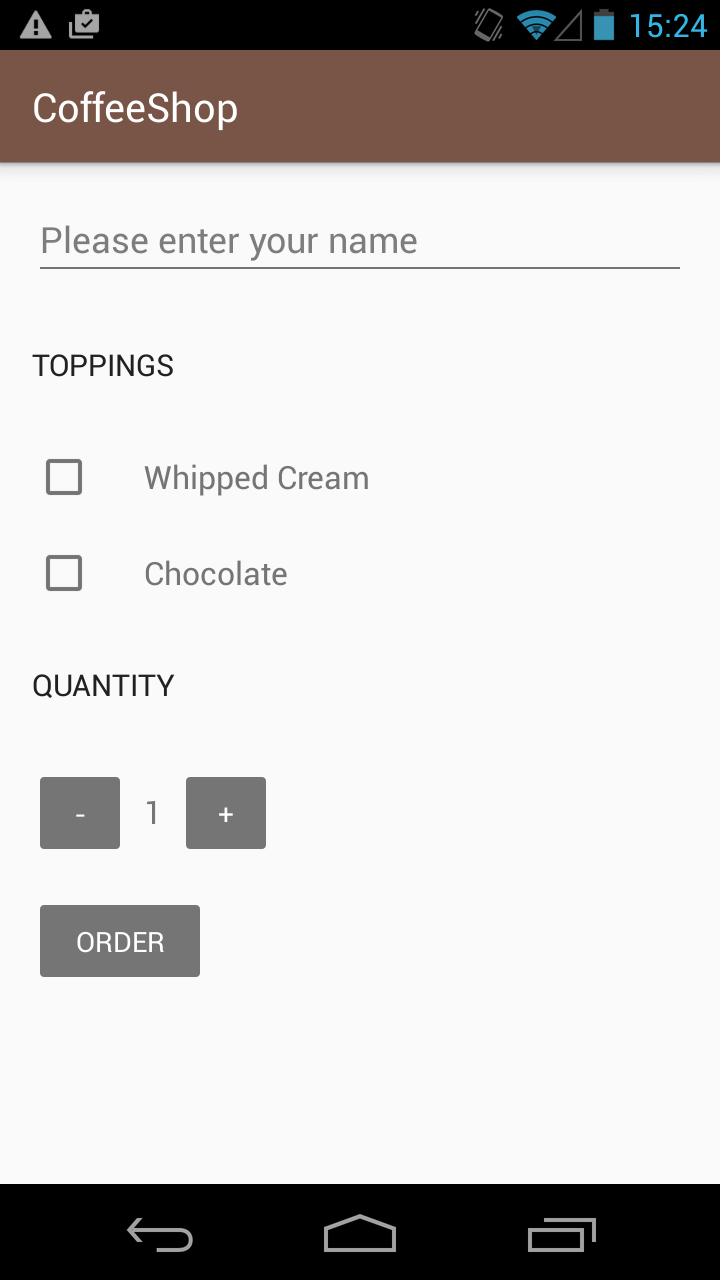 15:24
CoffeeShop
Please enter your name
TOPPINGS
Whipped Cream
Chocolate
QUANTITY
- 1 +
ORDER